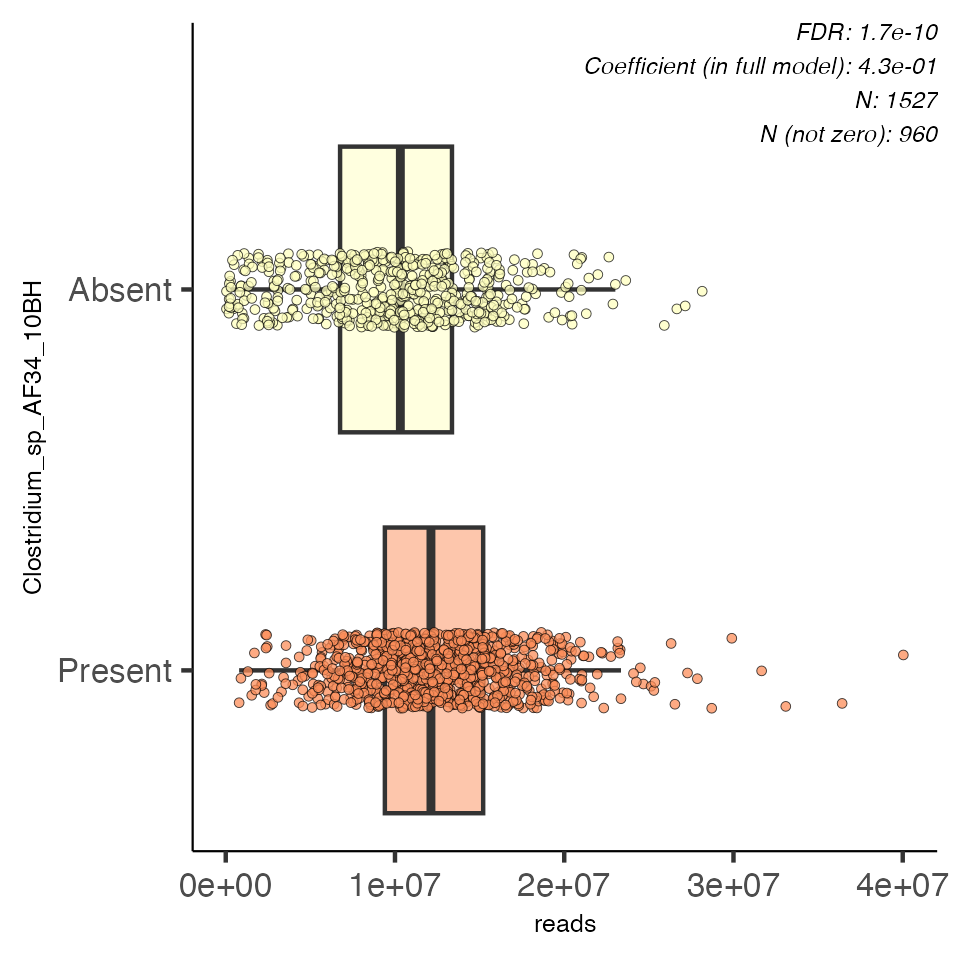 FDR: 1.7e-10
Coefficient (in full model): 4.3e-01
N: 1527
N (not zero): 960
Clostridium_sp_AF34_10BH
Absent
Present
0e+00 1e+07 2e+07 3e+07 4e+07
reads